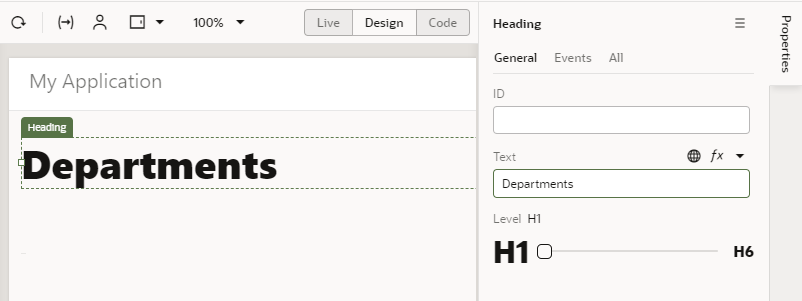 100%
Live Design Code
My Application
Heading
Departments
Heading
General Events All
ID
Text fx
Departments
Level H1
H1 H6
Properties